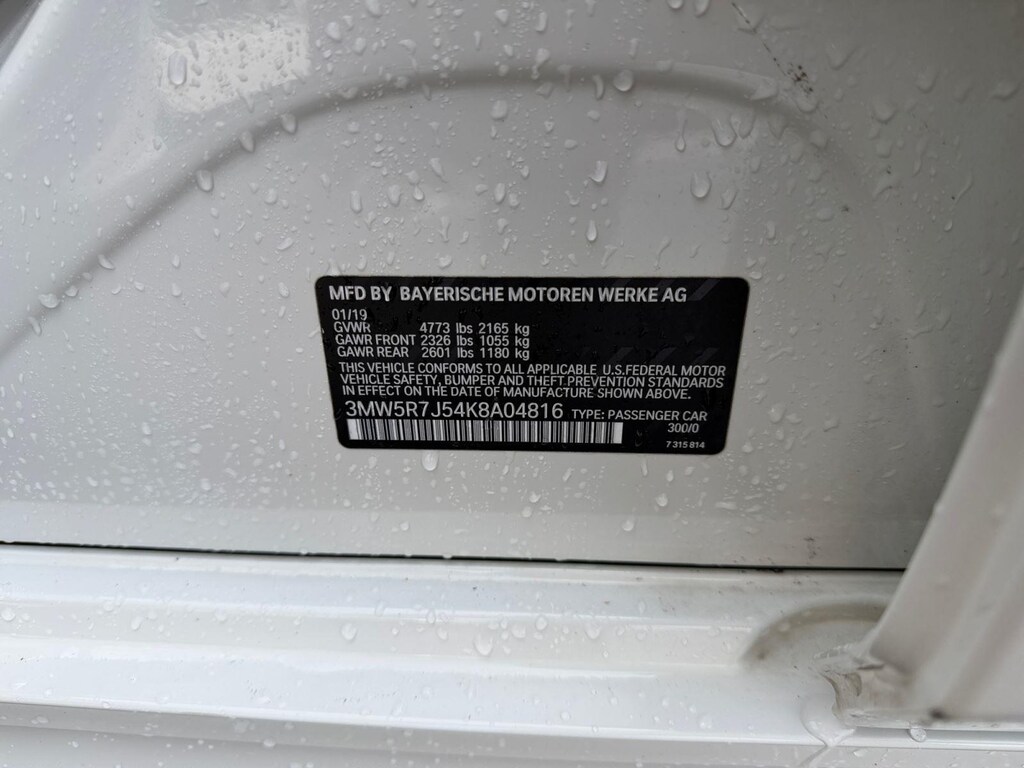 MFD BY BAYERISCHE MOTOREN WERKE AG
01/19
GVWR 4773 lbs 2165 kg
GAWR FRONT 2326 lbs 1055 kg
GAWR REAR 2601 lbs 1180 kg
THIS VEHICLE CONFORMS TO ALL APPLICABLE U.S.FEDERAL MOTOR
VEHICLE SAFETY, BUMPER AND THEFT PREVENTION STANDARDS
IN EFFECT ON THE DATE OF MANUFACTURE SHOWN ABOVE.
3MW5R7J54K8A04816 TYPE: PASSENGER CAR
300/0
7 315 814